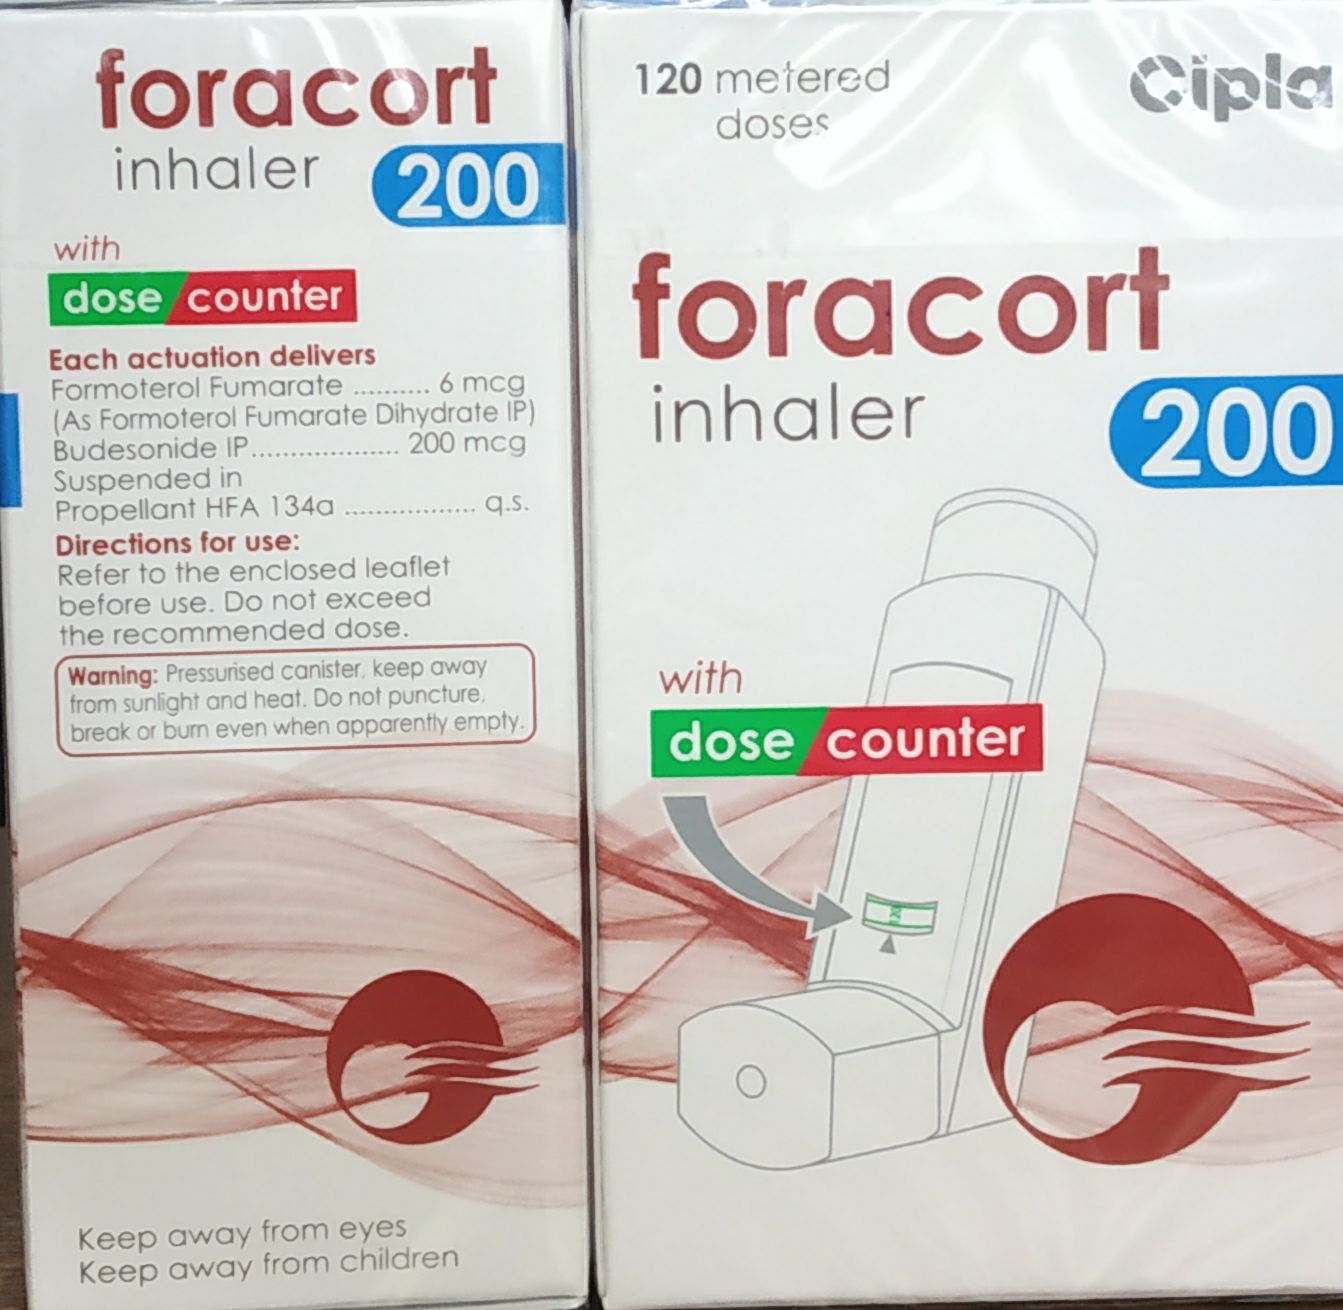 foracort
inhaler
200
with
dose counter
Each actuation delivers
Formoterol Fumarate .......... 6 mcg
(As Formoterol Fumarate Dihydrate IP)
Budesonide IP.................... 200 mcg
Suspended in
Propellant HFA 134a .................. q.s.
Directions for use:
Refer to the enclosed leaflet
before use. Do not exceed
the recommended dose.
Warning: Pressurised canister, keep away
from sunlight and heat. Do not puncture,
break or burn even when apparently empty.
Keep away from eyes
Keep away from children
120 metered
doses
Cipla
foracort
inhaler
200
with
dose counter
120